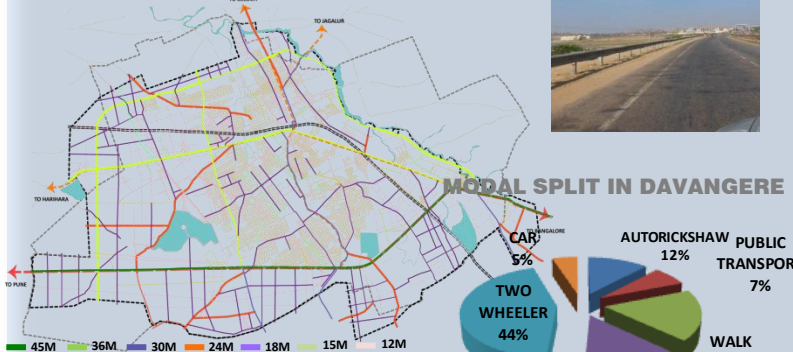 TO JAGALUR
TO HARIHARA
TO PUNE
TO BANGALORE
MODAL SPLIT IN DAVANGERE
CAR
5%
AUTORICKSHAW
12%
PUBLIC
TRANSPOR
7%
TWO
WHEELER
44%
WALK
45M 36M 30M 24M 18M 15M 12M